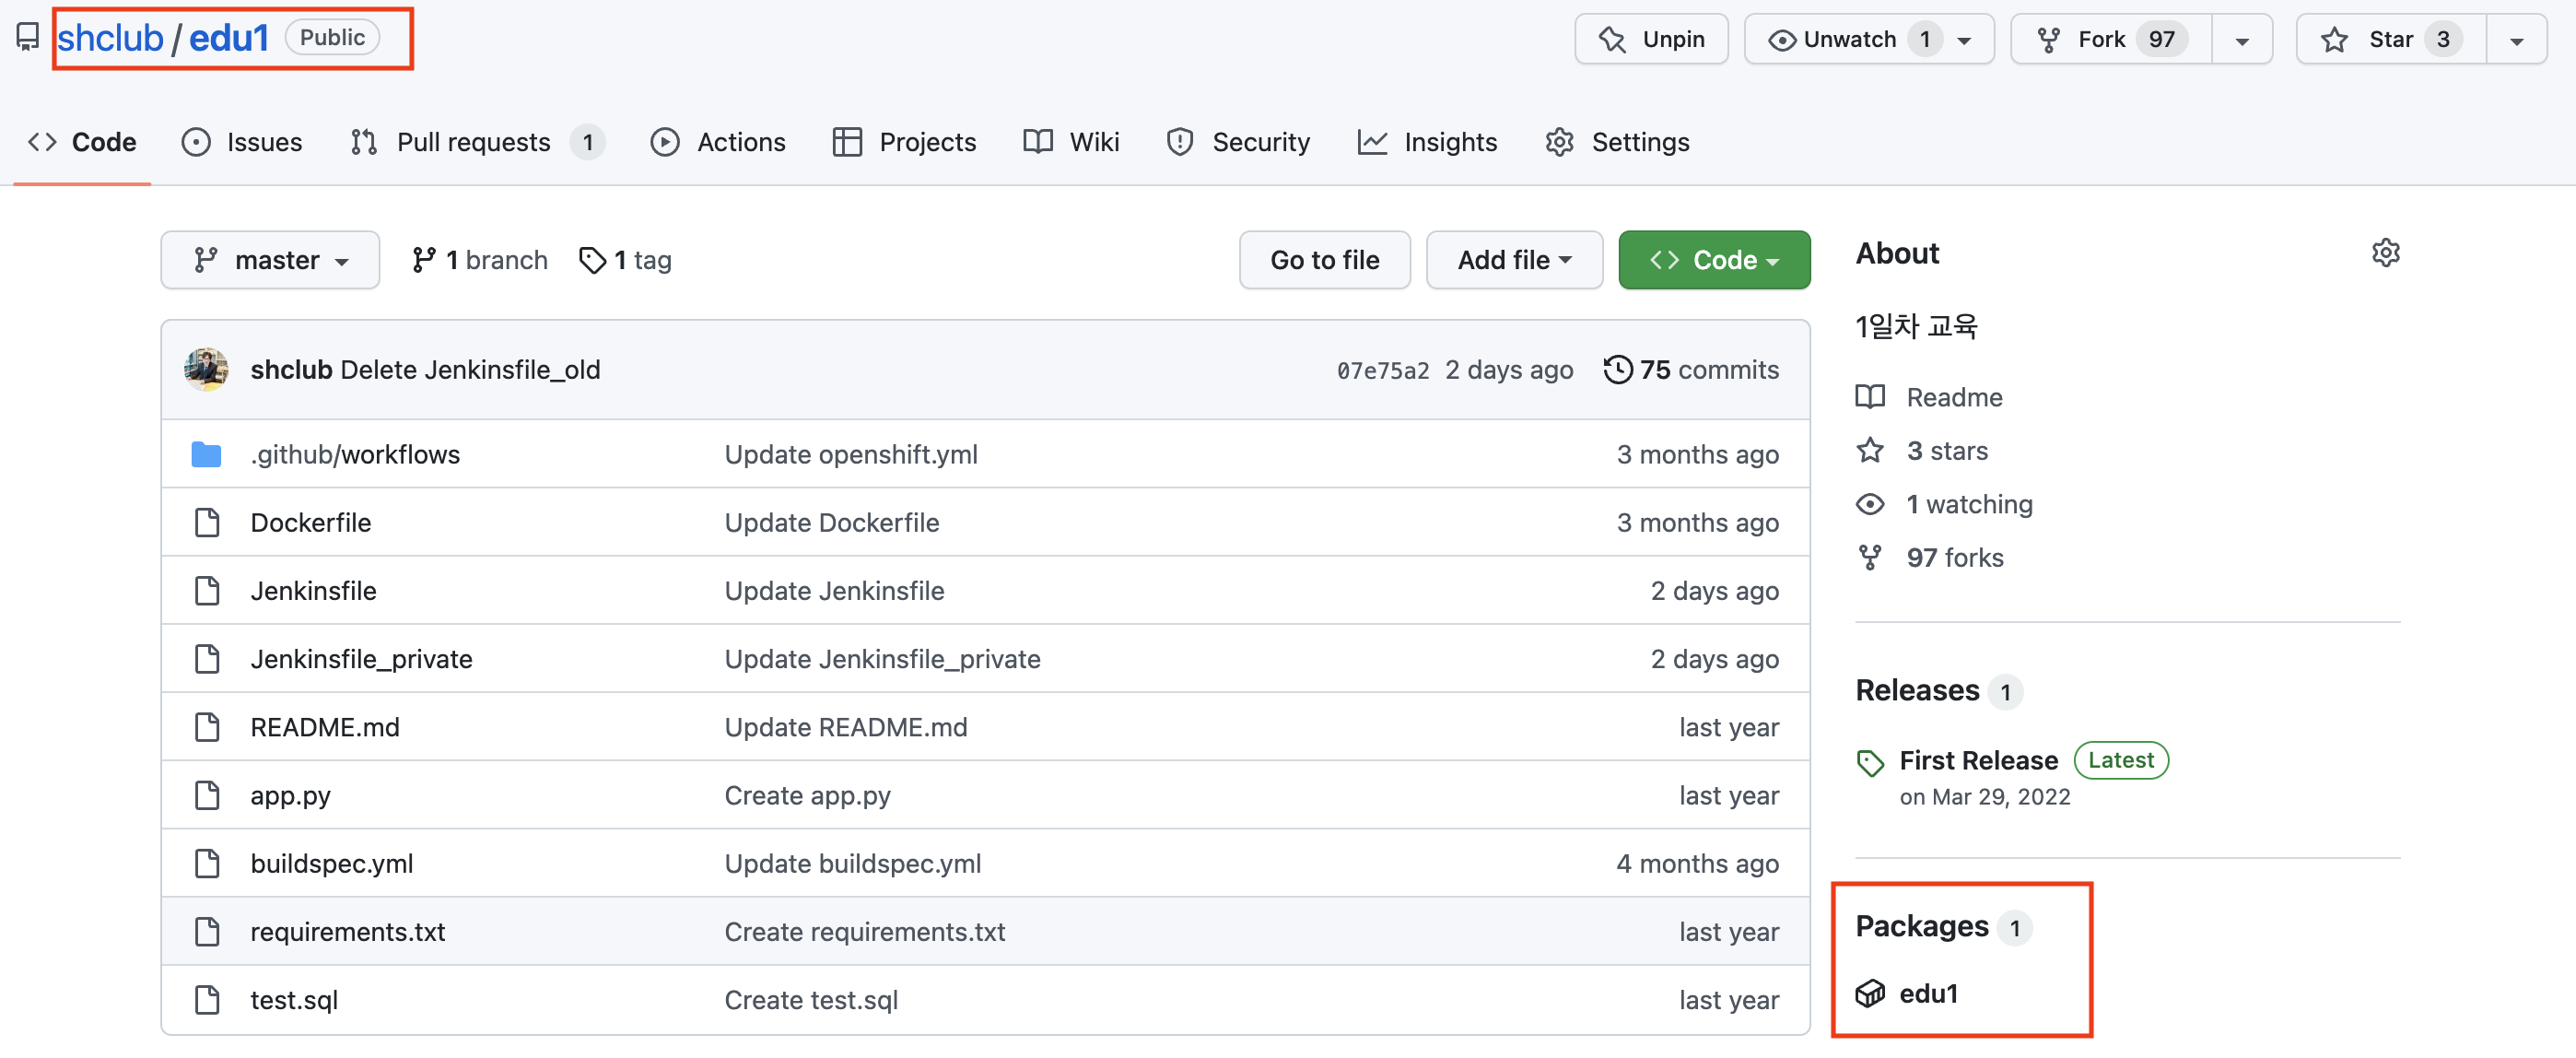 shclub / edu1 Public Unpin Unwatch 1 Fork 97 Star 3
Code Issues Pull requests 1 Actions Projects Wiki Security Insights Settings
master 1 branch 1 tag Go to file Add file Code
shclub Delete Jenkinsfile_old 07e75a2 2 days ago 75 commits
.github/workflows Update openshift.yml 3 months ago
Dockerfile Update Dockerfile 3 months ago
Jenkinsfile Update Jenkinsfile 2 days ago
Jenkinsfile_private Update Jenkinsfile_private 2 days ago
README.md Update README.md last year
app.py Create app.py last year
buildspec.yml Update buildspec.yml 4 months ago
requirements.txt Create requirements.txt last year
test.sql Create test.sql last year
About
1일차 교육
Readme
3 stars
1 watching
97 forks
Releases 1
First Release Latest
on Mar 29, 2022
Packages 1
edu1